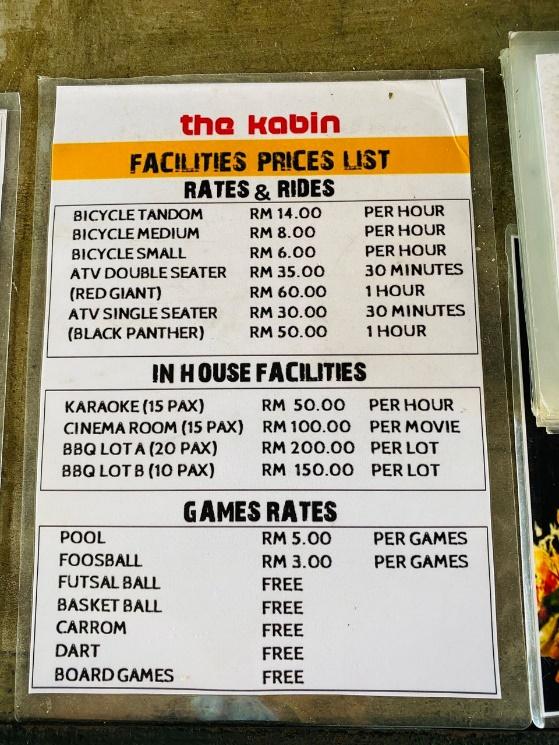 the kabin
FACILITIES PRICES LIST
RATES & RIDES
BICYCLE TANDOM RM 14.00 PER HOUR
BICYCLE MEDIUM RM 8.00 PER HOUR
BICYCLE SMALL RM 6.00 PER HOUR
ATV DOUBLE SEATER RM 35.00 30 MINUTES
(RED GIANT) RM 60.00 1 HOUR
ATV SINGLE SEATER RM 30.00 30 MINUTES
(BLACK PANTHER) RM 50.00 1 HOUR
IN HOUSE FACILITIES
KARAOKE (15 PAX) RM 50.00 PER HOUR
CINEMA ROOM (15 PAX) RM 100.00 PER MOVIE
BBQ LOT A (20 PAX) RM 200.00 PER LOT
BBQ LOT B (10 PAX) RM 150.00 PER LOT
GAMES RATES
POOL RM 5.00 PER GAMES
FOOSBALL RM 3.00 PER GAMES
FUTSAL BALL FREE
BASKET BALL FREE
CARROM FREE
DART FREE
BOARD GAMES FREE